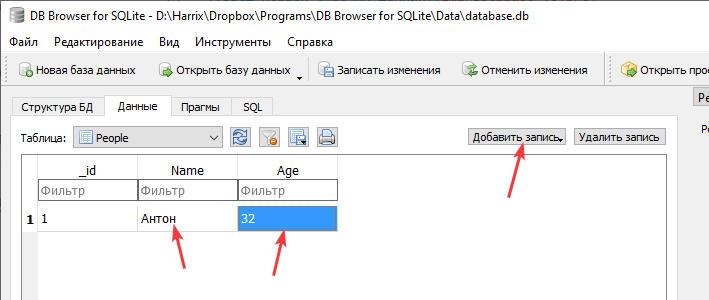 DB Browser for SQLite - D:\Harrix\Dropbox\Programs\DB Browser for SQLite\Data\database.db
Файл Редактирование Вид Инструменты Справка
Новая база данных Открыть базу данных Записать изменения Отменить изменения Открыть прое
Структура БД Данные Прагмы SQL Ре
Таблица: People Добавить запись Удалить запись
_id Name Age
Фильтр Фильтр Фильтр
1 1 Антон 32